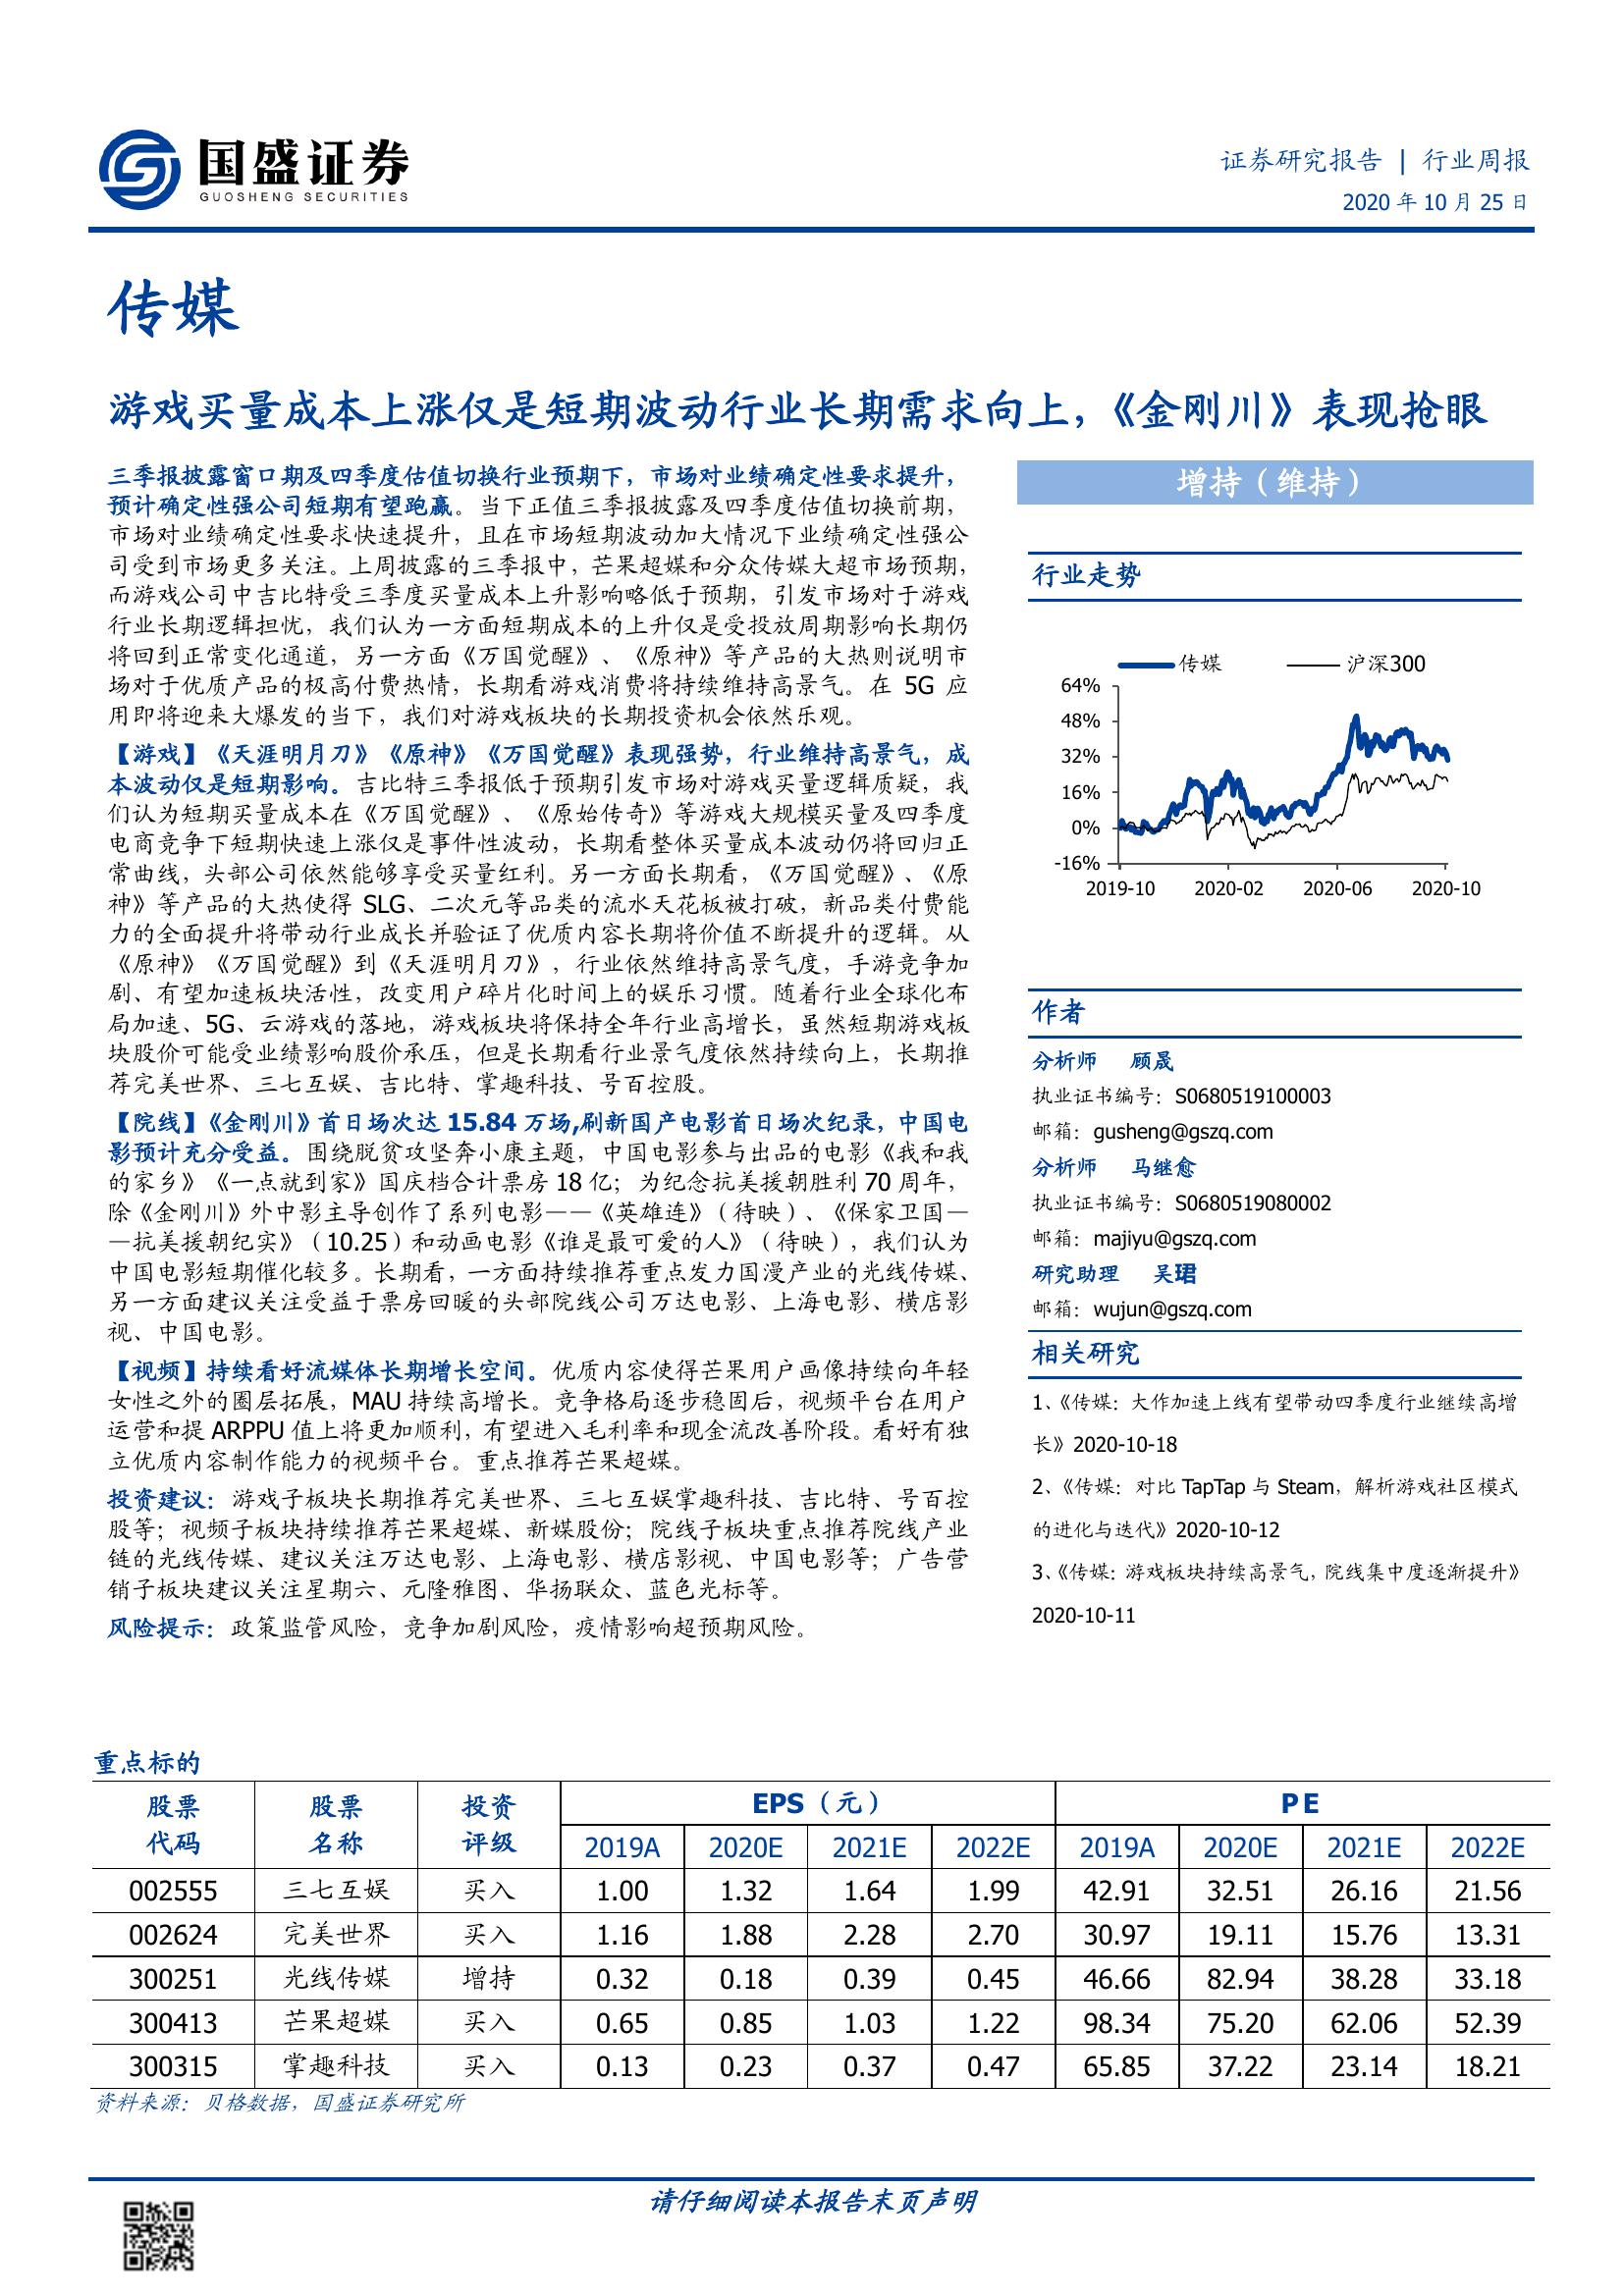 国盛证券
GUOSHENG SECURITIES
证券研究报告 | 行业周报
2020 年 10 月 25 日
传媒
游戏买量成本上涨仅是短期波动行业长期需求向上，《金刚川》表现抢眼
三季报披露窗口期及四季度估值切换行业预期下，市场对业绩确定性要求提升，
预计确定性强公司短期有望跑赢。当下正值三季报披露及四季度估值切换前期，
市场对业绩确定性要求快速提升，且在市场短期波动加大情况下业绩确定性强公
司受到市场更多关注。上周披露的三季报中，芒果超媒和分众传媒大超市场预期，
而游戏公司中吉比特受三季度买量成本上升影响略低于预期，引发市场对于游戏
行业长期逻辑担忧，我们认为一方面短期成本的上升仅是受投放周期影响长期仍
将回到正常变化通道，另一方面《万国觉醒》、《原神》等产品的大热则说明市
场对于优质产品的极高付费热情，长期看游戏消费将持续维持高景气。在 5G 应
用即将迎来大爆发的当下，我们对游戏板块的长期投资机会依然乐观。
【游戏】《天涯明月刀》《原神》《万国觉醒》表现强势，行业维持高景气，成
本波动仅是短期影响。吉比特三季报低于预期引发市场对游戏买量逻辑质疑，我
们认为短期买量成本在《万国觉醒》、《原始传奇》等游戏大规模买量及四季度
电商竞争下短期快速上涨仅是事件性波动，长期看整体买量成本波动仍将回归正
常曲线，头部公司依然能够享受买量红利。另一方面长期看，《万国觉醒》、《原
神》等产品的大热使得 SLG、二次元等品类的流水天花板被打破，新品类付费能
力的全面提升将带动行业成长并验证了优质内容长期将价值不断提升的逻辑。从
《原神》《万国觉醒》到《天涯明月刀》，行业依然维持高景气度，手游竞争加
剧、有望加速板块活性，改变用户碎片化时间上的娱乐习惯。随着行业全球化布
局加速、5G、云游戏的落地，游戏板块将保持全年行业高增长，虽然短期游戏板
块股价可能受业绩影响股价承压，但是长期看行业景气度依然持续向上，长期推
荐完美世界、三七互娱、吉比特、掌趣科技、号百控股。
【院线】《金刚川》首日场次达 15.84 万场,刷新国产电影首日场次纪录，中国电
影预计充分受益。围绕脱贫攻坚奔小康主题，中国电影参与出品的电影《我和我
的家乡》《一点就到家》国庆档合计票房 18 亿；为纪念抗美援朝胜利 70 周年，
除《金刚川》外中影主导创作了系列电影——《英雄连》（待映）、《保家卫国—
—抗美援朝纪实》（10.25）和动画电影《谁是最可爱的人》（待映），我们认为
中国电影短期催化较多。长期看，一方面持续推荐重点发力国漫产业的光线传媒、
另一方面建议关注受益于票房回暖的头部院线公司万达电影、上海电影、横店影
视、中国电影。
【视频】持续看好流媒体长期增长空间。优质内容使得芒果用户画像持续向年轻
女性之外的圈层拓展，MAU 持续高增长。竞争格局逐步稳固后，视频平台在用户
运营和提 ARPPU 值上将更加顺利，有望进入毛利率和现金流改善阶段。看好有独
立优质内容制作能力的视频平台。重点推荐芒果超媒。
投资建议：游戏子板块长期推荐完美世界、三七互娱掌趣科技、吉比特、号百控
股等；视频子板块持续推荐芒果超媒、新媒股份；院线子板块重点推荐院线产业
链的光线传媒、建议关注万达电影、上海电影、横店影视、中国电影等；广告营
销子板块建议关注星期六、元隆雅图、华扬联众、蓝色光标等。
风险提示：政策监管风险，竞争加剧风险，疫情影响超预期风险。
增持（维持）
行业走势
传媒 沪深300
64%
48%
32%
16%
0%
-16%
2019-10 2020-02 2020-06 2020-10
作者
分析师 顾晟
执业证书编号：S0680519100003
邮箱：gusheng@gszq.com
分析师 马继愈
执业证书编号：S0680519080002
邮箱：majiyu@gszq.com
研究助理 吴珺
邮箱：wujun@gszq.com
相关研究
1、《传媒：大作加速上线有望带动四季度行业继续高增
长》2020-10-18
2、《传媒：对比 TapTap 与 Steam，解析游戏社区模式
的进化与迭代》2020-10-12
3、《传媒：游戏板块持续高景气，院线集中度逐渐提升》
2020-10-11
重点标的
股票代码 股票名称 投资评级 EPS（元） P E
2019A 2020E 2021E 2022E 2019A 2020E 2021E 2022E
002555 三七互娱 买入 1.00 1.32 1.64 1.99 42.91 32.51 26.16 21.56
002624 完美世界 买入 1.16 1.88 2.28 2.70 30.97 19.11 15.76 13.31
300251 光线传媒 增持 0.32 0.18 0.39 0.45 46.66 82.94 38.28 33.18
300413 芒果超媒 买入 0.65 0.85 1.03 1.22 98.34 75.20 62.06 52.39
300315 掌趣科技 买入 0.13 0.23 0.37 0.47 65.85 37.22 23.14 18.21
资料来源：贝格数据，国盛证券研究所
请仔细阅读本报告末页声明